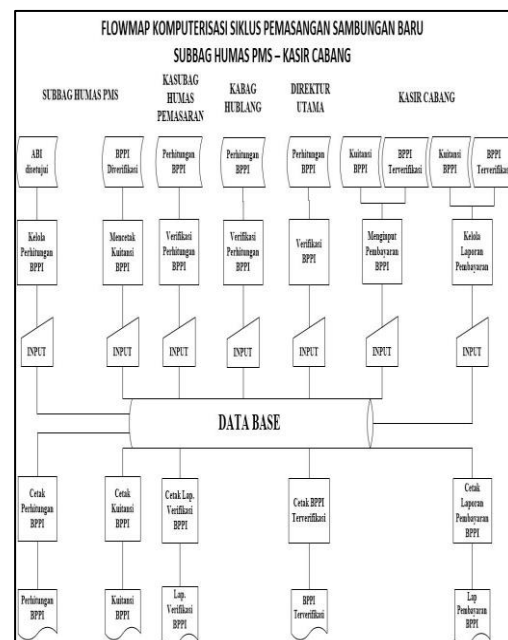 FLOWMAP KOMPUTERISASI SIKLUS PEMASANGAN SAMBUNGAN BARU
SUBBAG HUMAS PMS – KASIR CABANG
SUBBAG HUMAS PMS
KASUBAG
HUMAS
PEMASARAN
KABAG
HUBLANG
DIREKTUR
UTAMA
KASIR CABANG
ABI
disetujui
BPPI
Diverifikasi
Perhitungan
BPPI
Perhitungan
BPPI
Perhitungan
BPPI
Kuitansi
BPPI
BPPI
Terverifikasi
Kuitansi
BPPI
BPPI
Terverifikasi
Kelola
Perhitungan
BPPI
Mencetak
Kuitansi
BPPI
Verifikasi
Perhitungan
BPPI
Verifikasi
Perhitungan
BPPI
Verifikasi
BPPI
Menginput
Pembayaran
BPPI
Kelola
Laporan
Pembayaran
INPUT
INPUT
INPUT
INPUT
INPUT
INPUT
INPUT
DATA BASE
Cetak
Perhitungan
BPPI
Cetak
Kuitansi
BPPI
Cetak Lap.
Verifikasi
BPPI
Cetak BPPI
Terverifikasi
Cetak
Laporan
Pembayaran
BPPI
Perhitungan
BPPI
Kuitansi
BPPI
Lap.
Verifikasi
BPPI
BPPI
Terverifikasi
Lap
Pembayaran
BPPI